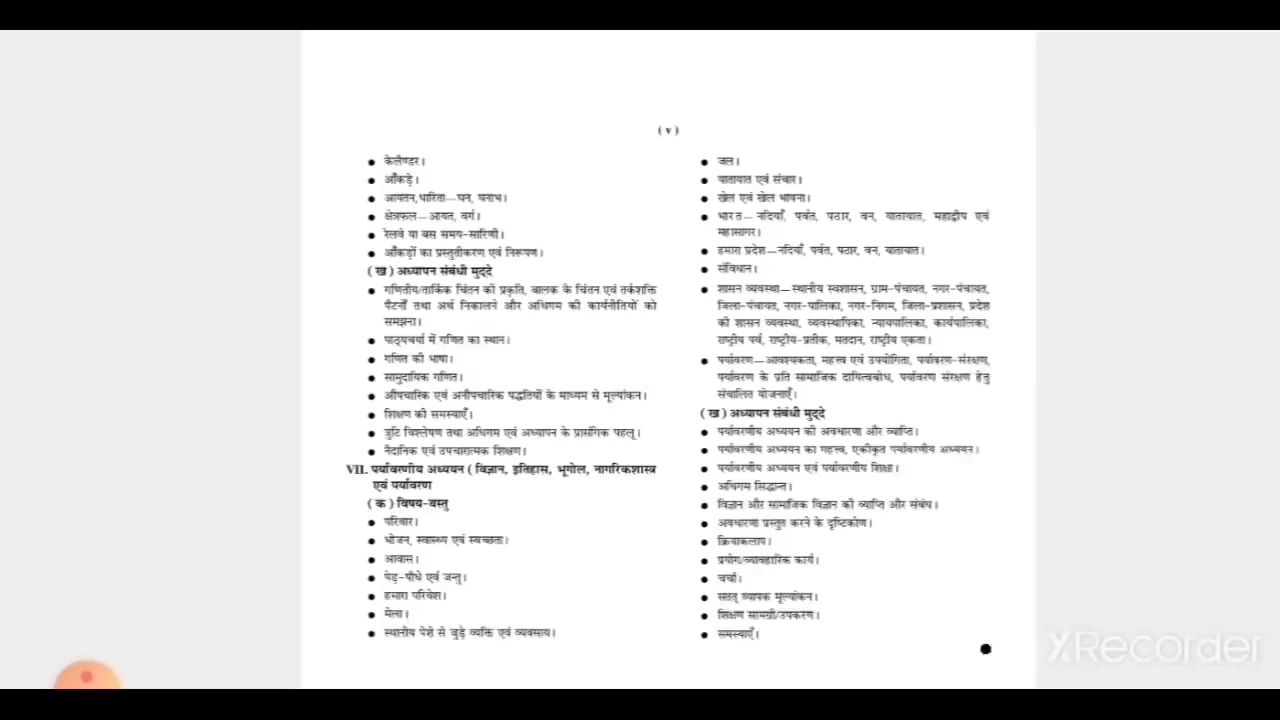 ( v )
● केलैण्डर।
● आँकड़े।
● आयतन,धारिता—घन, घनाभ।
● क्षेत्रफल—आयत, वर्ग।
● रेलवे या बस समय-सारिणी।
● आँकड़ों का प्रस्तुतीकरण एवं निरूपण।
( ख ) अध्यापन संबंधी मुद्दे
● गणितीय/तार्किक चिंतन की प्रकृति, बालक के चिंतन एवं तर्कशक्ति
पैटर्नों तथा अर्थ निकालने और अधिगम की कार्यनीतियों को
समझना।
● पाठ्यचर्या में गणित का स्थान।
● गणित की भाषा।
● सामुदायिक गणित।
● औपचारिक एवं अनौपचारिक पद्धतियों के माध्यम से मूल्यांकन।
● शिक्षण की समस्याएँ।
● त्रुटि विश्लेषण तथा अधिगम एवं अध्यापन के प्रासंगिक पहलू।
● नैदानिक एवं उपचारात्मक शिक्षण।
VII. पर्यावरणीय अध्ययन ( विज्ञान, इतिहास, भूगोल, नागरिकशास्त्र
एवं पर्यावरण
( क ) विषय-वस्तु
● परिवार।
● भोजन, स्वास्थ्य एवं स्वच्छता।
● आवास।
● पेड़-पौधे एवं जन्तु।
● हमारा परिवेश।
● मेला।
● स्थानीय पेशे से जुड़े व्यक्ति एवं व्यवसाय।
● जल।
● यातायात एवं संचार।
● खेल एवं खेल भावना।
● भारत—नदियाँ, पर्वत, पठार, वन, यातायात, महाद्वीप एवं
महासागर।
● हमारा प्रदेश—नदियाँ, पर्वत, पठार, वन, यातायात।
● संविधान।
● शासन व्यवस्था—स्थानीय स्वशासन, ग्राम-पंचायत, नगर-पंचायत,
जिला-पंचायत, नगर-पालिका, नगर-निगम, जिला-प्रशासन, प्रदेश
की शासन व्यवस्था, व्यवस्थापिका, न्यायपालिका, कार्यपालिका,
राष्ट्रीय पर्व, राष्ट्रीय-प्रतीक, मतदान, राष्ट्रीय एकता।
● पर्यावरण—आवश्यकता, महत्त्व एवं उपयोगिता, पर्यावरण-संरक्षण,
पर्यावरण के प्रति सामाजिक दायित्वबोध, पर्यावरण संरक्षण हेतु
संचालित योजनाएँ।
( ख ) अध्यापन संबंधी मुद्दे
● पर्यावरणीय अध्ययन की अवधारणा और व्याप्ति।
● पर्यावरणीय अध्ययन का महत्त्व, एकीकृत पर्यावरणीय अध्ययन।
● पर्यावरणीय अध्ययन एवं पर्यावरणीय शिक्षा।
● अधिगम सिद्धान्त।
● विज्ञान और सामाजिक विज्ञान की व्याप्ति और संबंध।
● अवधारणा प्रस्तुत करने के दृष्टिकोण।
● क्रियाकलाप।
● प्रयोग/व्यावहारिक कार्य।
● चर्चा।
● सतत् व्यापक मूल्यांकन।
● शिक्षण सामग्री/उपकरण।
● समस्याएँ।
XRecorder